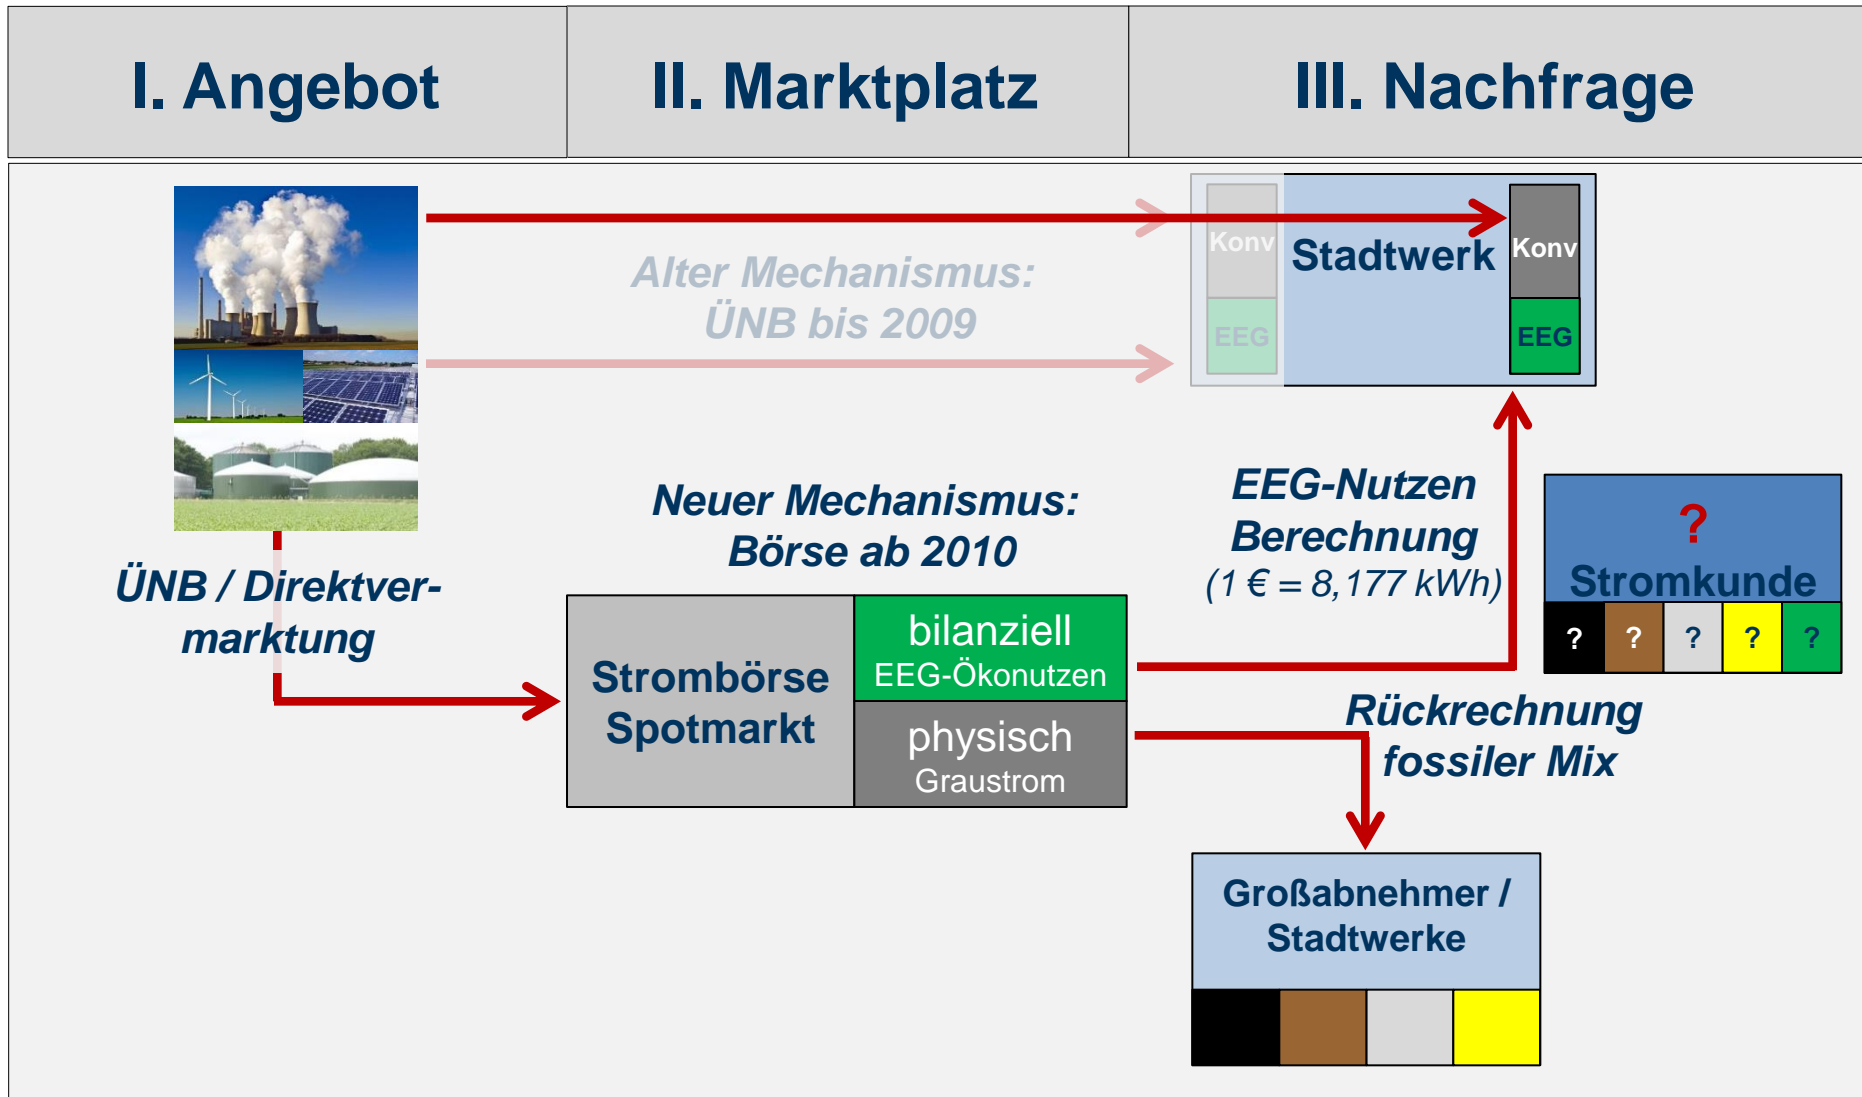 I. Angebot
II. Marktplatz
III. Nachfrage
Alter Mechanismus:
ÜNB bis 2009
Konv
EEG
Stadtwerk
Konv
EEG
ÜNB / Direktver-
marktung
Neuer Mechanismus:
Börse ab 2010
Strombörse
Spotmarkt
bilanziell
EEG-Ökonutzen
physisch
Graustrom
EEG-Nutzen
Berechnung
(1 € = 8,177 kWh)
?
Stromkunde
? ? ? ? ?
Rückrechnung
fossiler Mix
Großabnehmer /
Stadtwerke